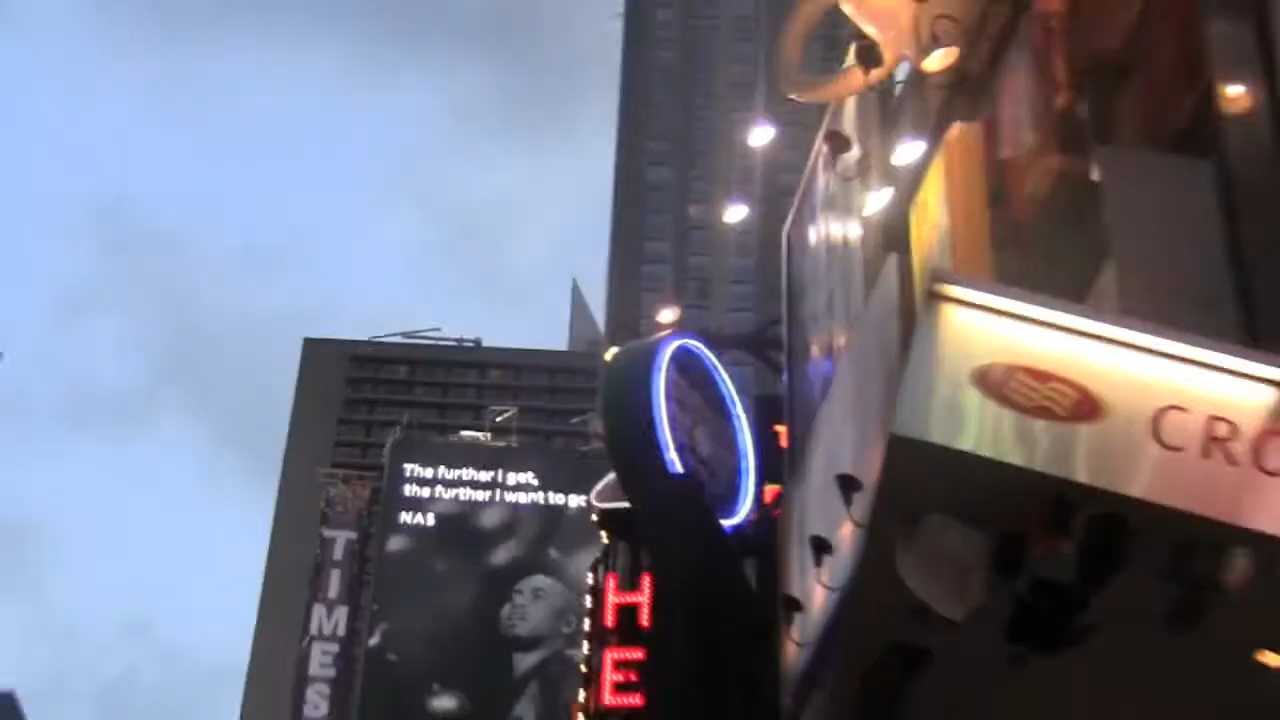 The further I get,
the further I want to go
NAS
TIMES
HE
CRO